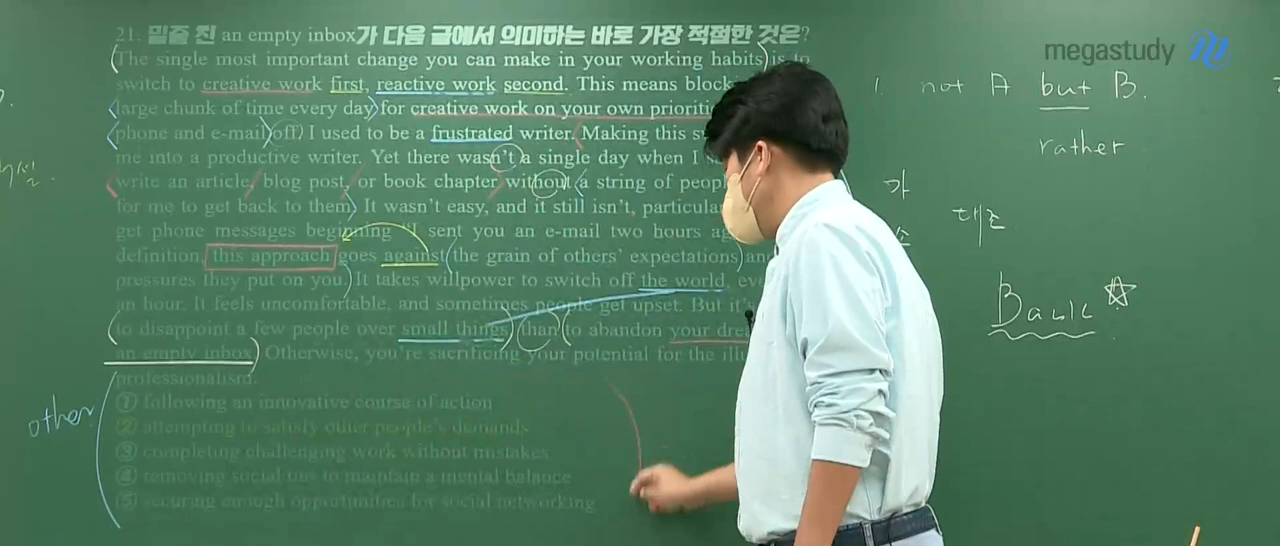 21. 밑줄 친 an empty inbox가 다음 글에서 의미하는 바로 가장 적절한 것은?
The single most important change you can make in your working habits is to
switch to creative work first, reactive work second. This means
large chunk of time every day for creative work on your own
phone and e-mail off. I used to be a frustrated writer. Making this
me into a productive writer. Yet there wasn't a single day when I
write an article, blog post, or book chapter without a string of
for me to get back to them. It wasn't easy, and it still isn't,
get phone messages beginning "I sent you an e-mail two hours
definition, this approach goes against the grain of others' expectations and
pressures they put on you. It takes willpower to switch off the world,
an hour. It feels uncomfortable, and sometimes people get upset. But
to disappoint a few people over small things, than to abandon your
an empty inbox. Otherwise, you're sacrificing your potential for the
professionalism.
① following an innovative course of action
② attempting to satisfy other people's demands
③ completing challenging work without mistakes
④ removing social ties to maintain a mental balance
⑤ securing enough opportunities for social networking
other
megastudy
1. not A but B.
rather
가
대조
Basic